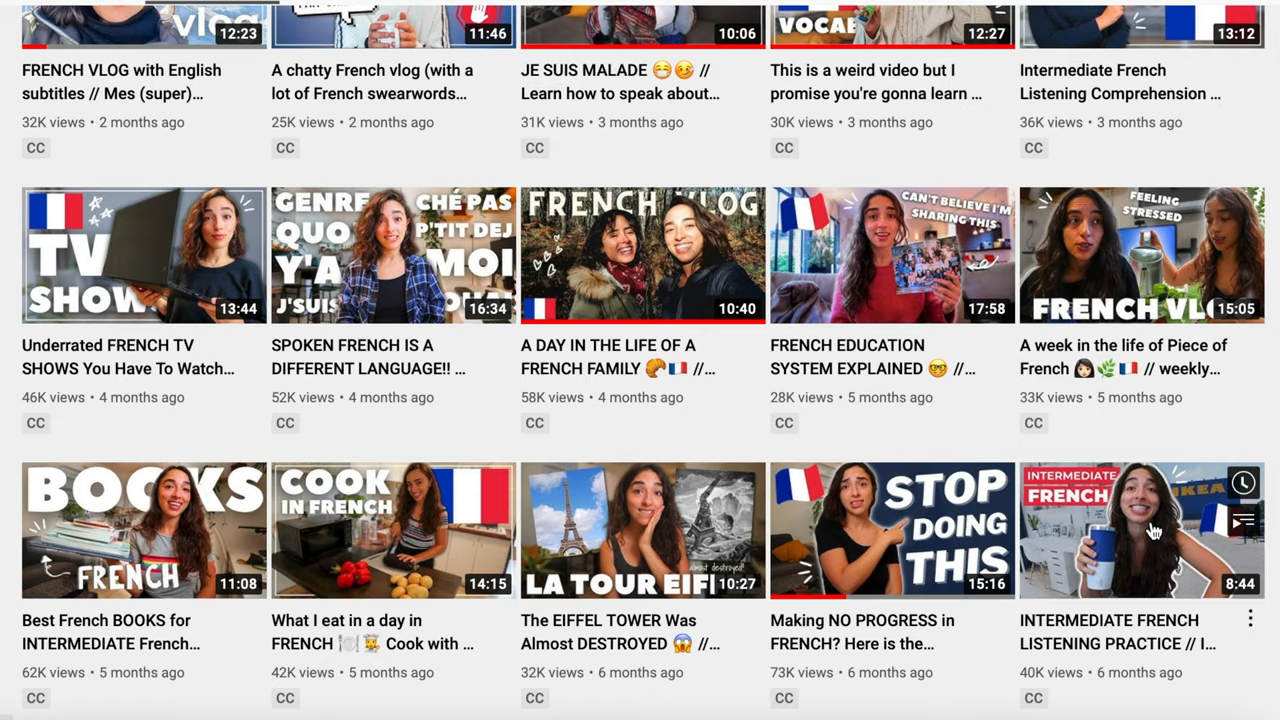 vlog
12:23
11:46
10:06
VOCAB
12:27
13:12
FRENCH VLOG with English
subtitles // Mes (super)...
32K views • 2 months ago
CC
A chatty French vlog (with a
lot of French swearwords...
25K views • 2 months ago
CC
JE SUIS MALADE 😷🤒 //
Learn how to speak about...
31K views • 3 months ago
CC
This is a weird video but I
promise you're gonna learn ...
30K views • 3 months ago
CC
Intermediate French
Listening Comprehension ...
36K views • 3 months ago
CC
TV
SHOW
13:44
GENRE
CHÉ PAS
QUO
P'TIT DEJ
Y'A
MOI
J'SUIS
16:34
FRENCH VLOG
10:40
CAN'T BELIEVE I'M
SHARING THIS
17:58
FEELING
STRESSED
FRENCH VL
15:05
Underrated FRENCH TV
SHOWS You Have To Watch...
46K views • 4 months ago
CC
SPOKEN FRENCH IS A
DIFFERENT LANGUAGE!! ...
52K views • 4 months ago
CC
A DAY IN THE LIFE OF A
FRENCH FAMILY 🥐🇫🇷 //...
58K views • 4 months ago
CC
FRENCH EDUCATION
SYSTEM EXPLAINED 🤓 //...
28K views • 5 months ago
CC
A week in the life of Piece of
French 👩🏻🌿🇫🇷 // weekly...
33K views • 5 months ago
CC
BOOKS
FRENCH
11:08
COOK
IN FRENCH
14:15
almost destroyed!
LA TOUR EIF
10:27
STOP
DOING
THIS
15:16
INTERMEDIATE
FRENCH
IKEA
8:44
Best French BOOKS for
INTERMEDIATE French...
62K views • 5 months ago
CC
What I eat in a day in
FRENCH 🍽️👩‍🍳 Cook with ...
42K views • 5 months ago
CC
The EIFFEL TOWER Was
Almost DESTROYED 😱 //...
32K views • 6 months ago
CC
Making NO PROGRESS in
FRENCH? Here is the...
73K views • 6 months ago
CC
INTERMEDIATE FRENCH
LISTENING PRACTICE // I...
40K views • 6 months ago
CC